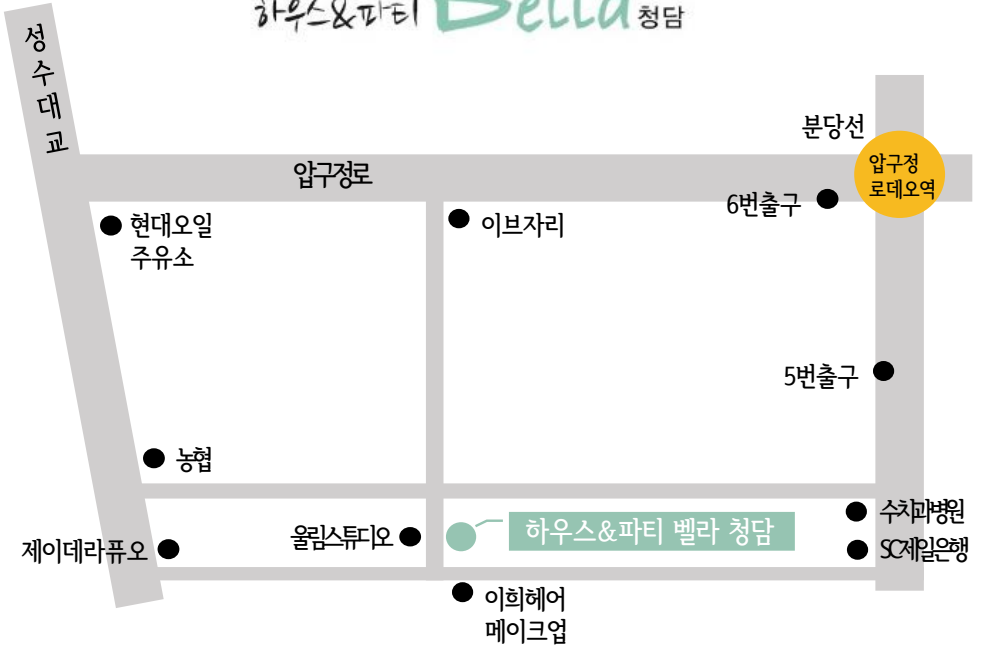 하우스&파티 Bella 청담
성수대교
분당선
압구정
로데오역
압구정로
6번출구
현대오일
주유소
이브자리
5번출구
농협
수치과병원
울림스튜디오
하우스&파티 벨라 청담
제이데라퓨오
SC제일은행
이희헤어
메이크업